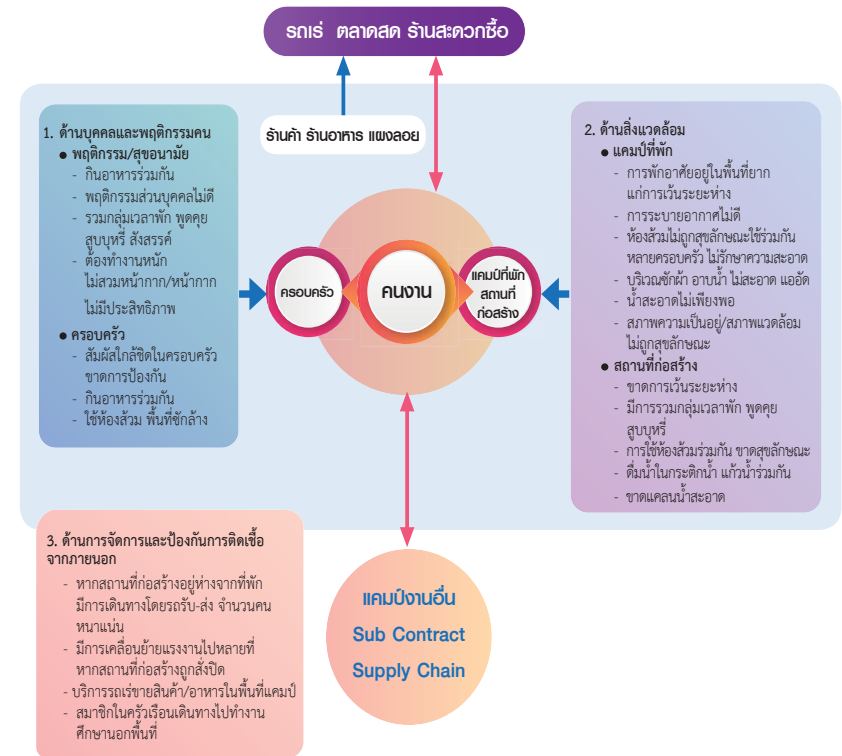 รถเร่ ตลาดสด ร้านสะดวกซื้อ
ร้านค้า ร้านอาหาร แผงลอย
1. ด้านบุคคลและพฤติกรรมคน
● พฤติกรรม/สุขอนามัย
- กินอาหารร่วมกัน
- พฤติกรรมส่วนบุคคลไม่ดี
- รวมกลุ่มเวลาพัก พูดคุย
สูบบุหรี่ สังสรรค์
- ต้องทำงานหนัก
ไม่สวมหน้ากาก/หน้ากาก
ไม่มีประสิทธิภาพ
● ครอบครัว
- สัมผัสใกล้ชิดในครอบครัว
ขาดการป้องกัน
- กินอาหารร่วมกัน
- ใช้ห้องส้วม พื้นที่ซักล้าง
ครอบครัว
คนงาน
แคมป์ที่พัก
สถานที่
ก่อสร้าง
2. ด้านสิ่งแวดล้อม
● แคมป์ที่พัก
- การพักอาศัยอยู่ในพื้นที่ยาก
แก่การเว้นระยะห่าง
- การระบายอากาศไม่ดี
- ห้องส้วมไม่ถูกสุขลักษณะใช้ร่วมกัน
หลายครอบครัว ไม่รักษาความสะอาด
- บริเวณซักผ้า อาบน้ำ ไม่สะอาด แออัด
- น้ำสะอาดไม่เพียงพอ
- สภาพความเป็นอยู่/สภาพแวดล้อม
ไม่ถูกสุขลักษณะ
● สถานที่ก่อสร้าง
- ขาดการเว้นระยะห่าง
- มีการรวมกลุ่มเวลาพัก พูดคุย
สูบบุหรี่
- การใช้ห้องส้วมร่วมกัน ขาดสุขลักษณะ
- ดื่มน้ำในกระติกน้ำ แก้วน้ำร่วมกัน
- ขาดแคลนน้ำสะอาด
3. ด้านการจัดการและป้องกันการติดเชื้อ
จากภายนอก
- หากสถานที่ก่อสร้างอยู่ห่างจากที่พัก
มีการเดินทางโดยรถรับ-ส่ง จำนวนคน
หนาแน่น
- มีการเคลื่อนย้ายแรงงานไปหลายที่
หากสถานที่ก่อสร้างถูกสั่งปิด
- บริการรถเร่ขายสินค้า/อาหารในพื้นที่แคมป์
- สมาชิกในครัวเรือนเดินทางไปทำงาน
ศึกษานอกพื้นที่
แคมป์งานอื่น
Sub Contract
Supply Chain